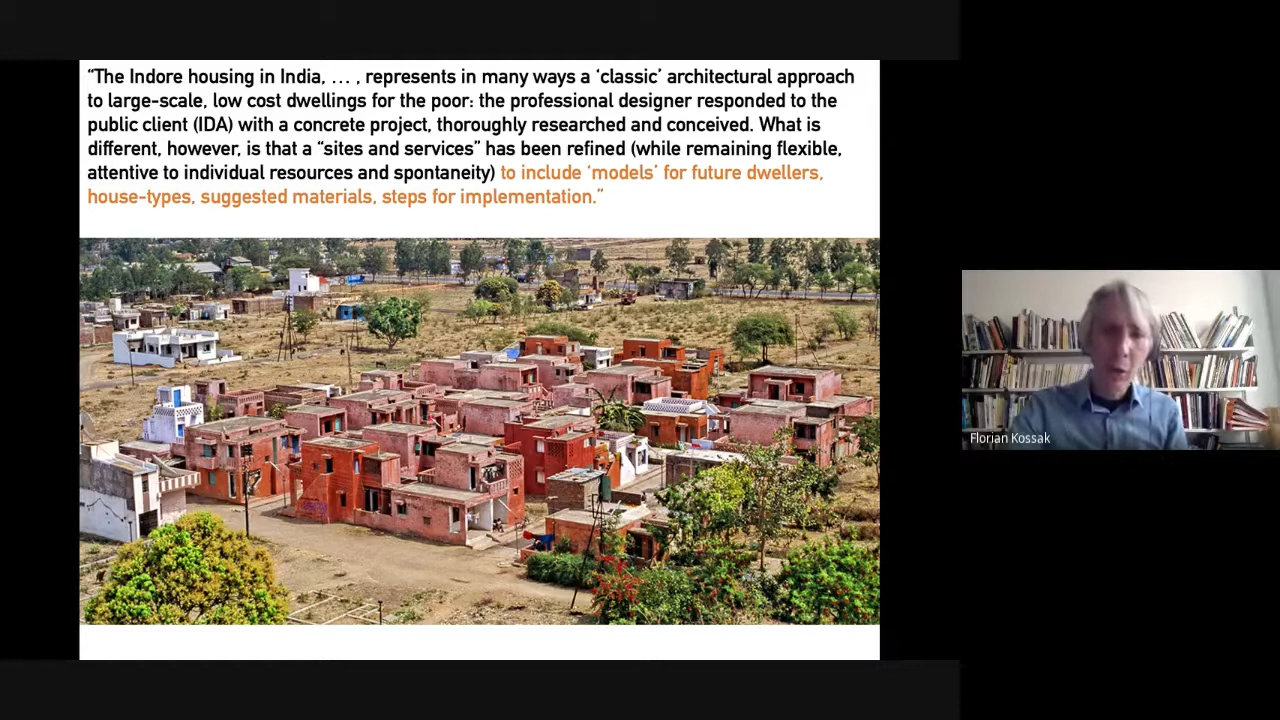 “The Indore housing in India, … , represents in many ways a ‘classic’ architectural approach
to large-scale, low cost dwellings for the poor: the professional designer responded to the
public client (IDA) with a concrete project, thoroughly researched and conceived. What is
different, however, is that a “sites and services” has been refined (while remaining flexible,
attentive to individual resources and spontaneity) to include ‘models’ for future dwellers,
house-types, suggested materials, steps for implementation.”
Florian Kossak